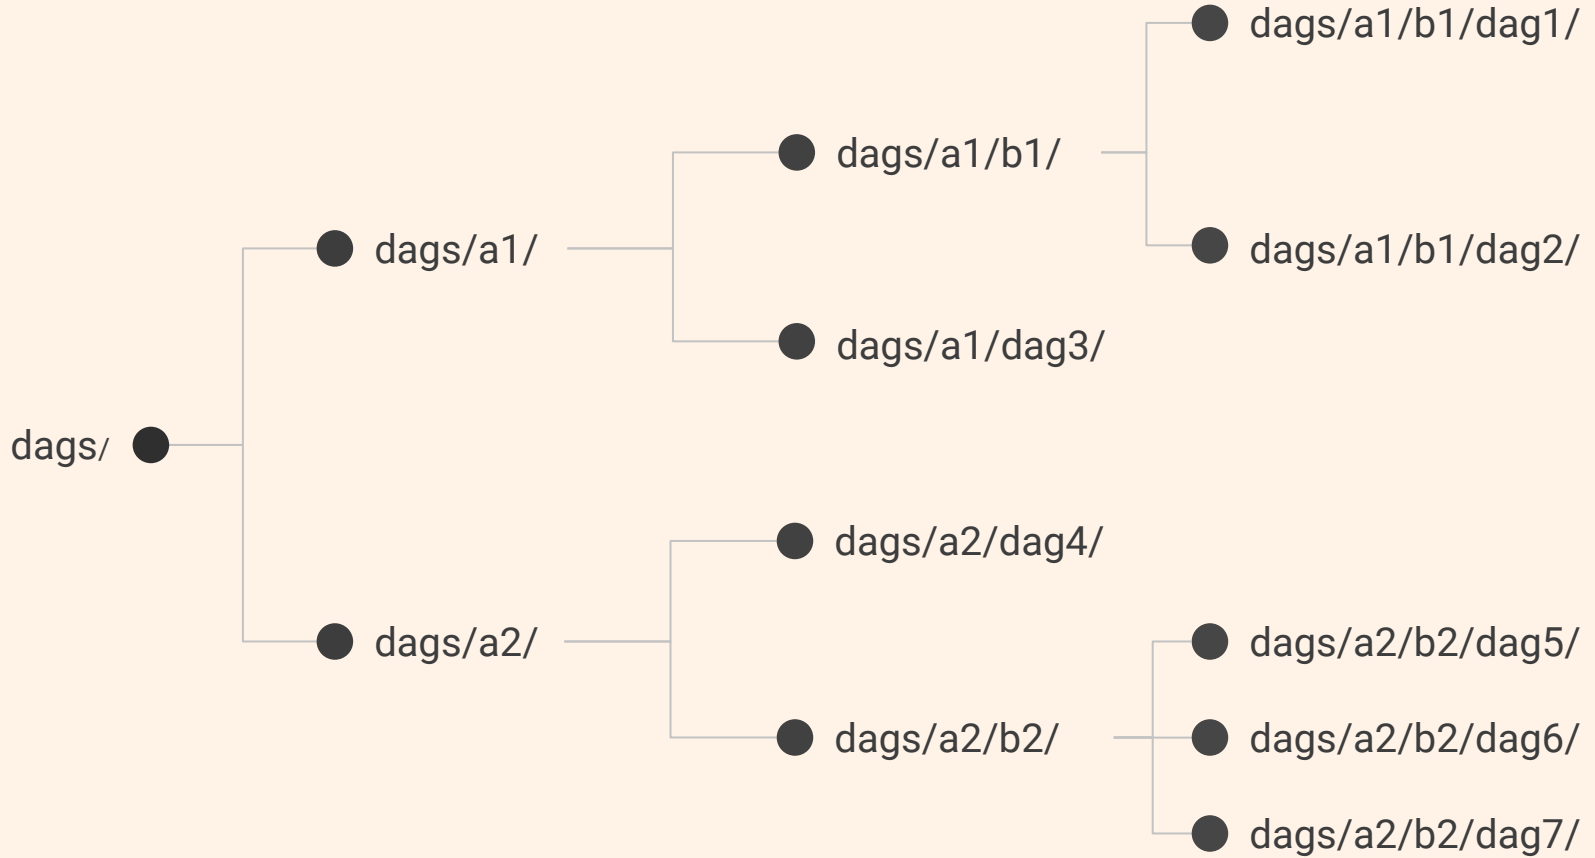 dags/a1/b1/dag1/
dags/a1/b1/
dags/a1/
dags/a1/b1/dag2/
dags/a1/dag3/
dags/
dags/a2/dag4/
dags/a2/
dags/a2/b2/dag5/
dags/a2/b2/
dags/a2/b2/dag6/
dags/a2/b2/dag7/